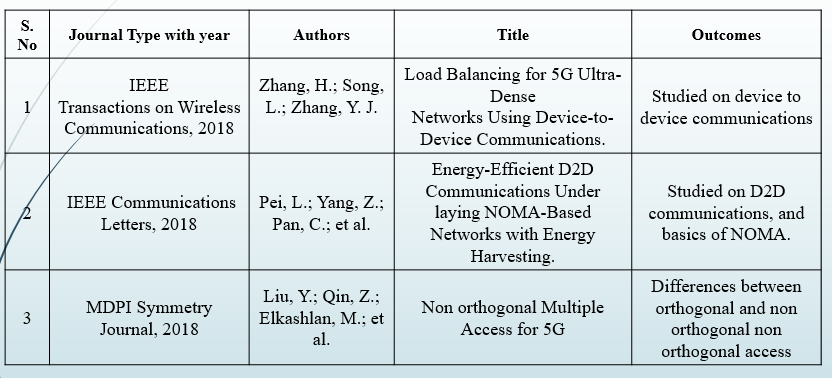 S.
No
Journal Type with year
Authors
Title
Outcomes
1
IEEE
Transactions on Wireless
Communications, 2018
Zhang, H.; Song,
L.; Zhang, Y. J.
Load Balancing for 5G Ultra-
Dense
Networks Using Device-to-
Device Communications.
Studied on device to
device communications
2
IEEE Communications
Letters, 2018
Pei, L.; Yang, Z.;
Pan, C.; et al.
Energy-Efficient D2D
Communications Under
laying NOMA-Based
Networks with Energy
Harvesting.
Studied on D2D
communications, and
basics of NOMA.
3
MDPI Symmetry
Journal, 2018
Liu, Y.; Qin, Z.;
Elkashlan, M.; et
al.
Non orthogonal Multiple
Access for 5G
Differences between
orthogonal and non
orthogonal non
orthogonal access